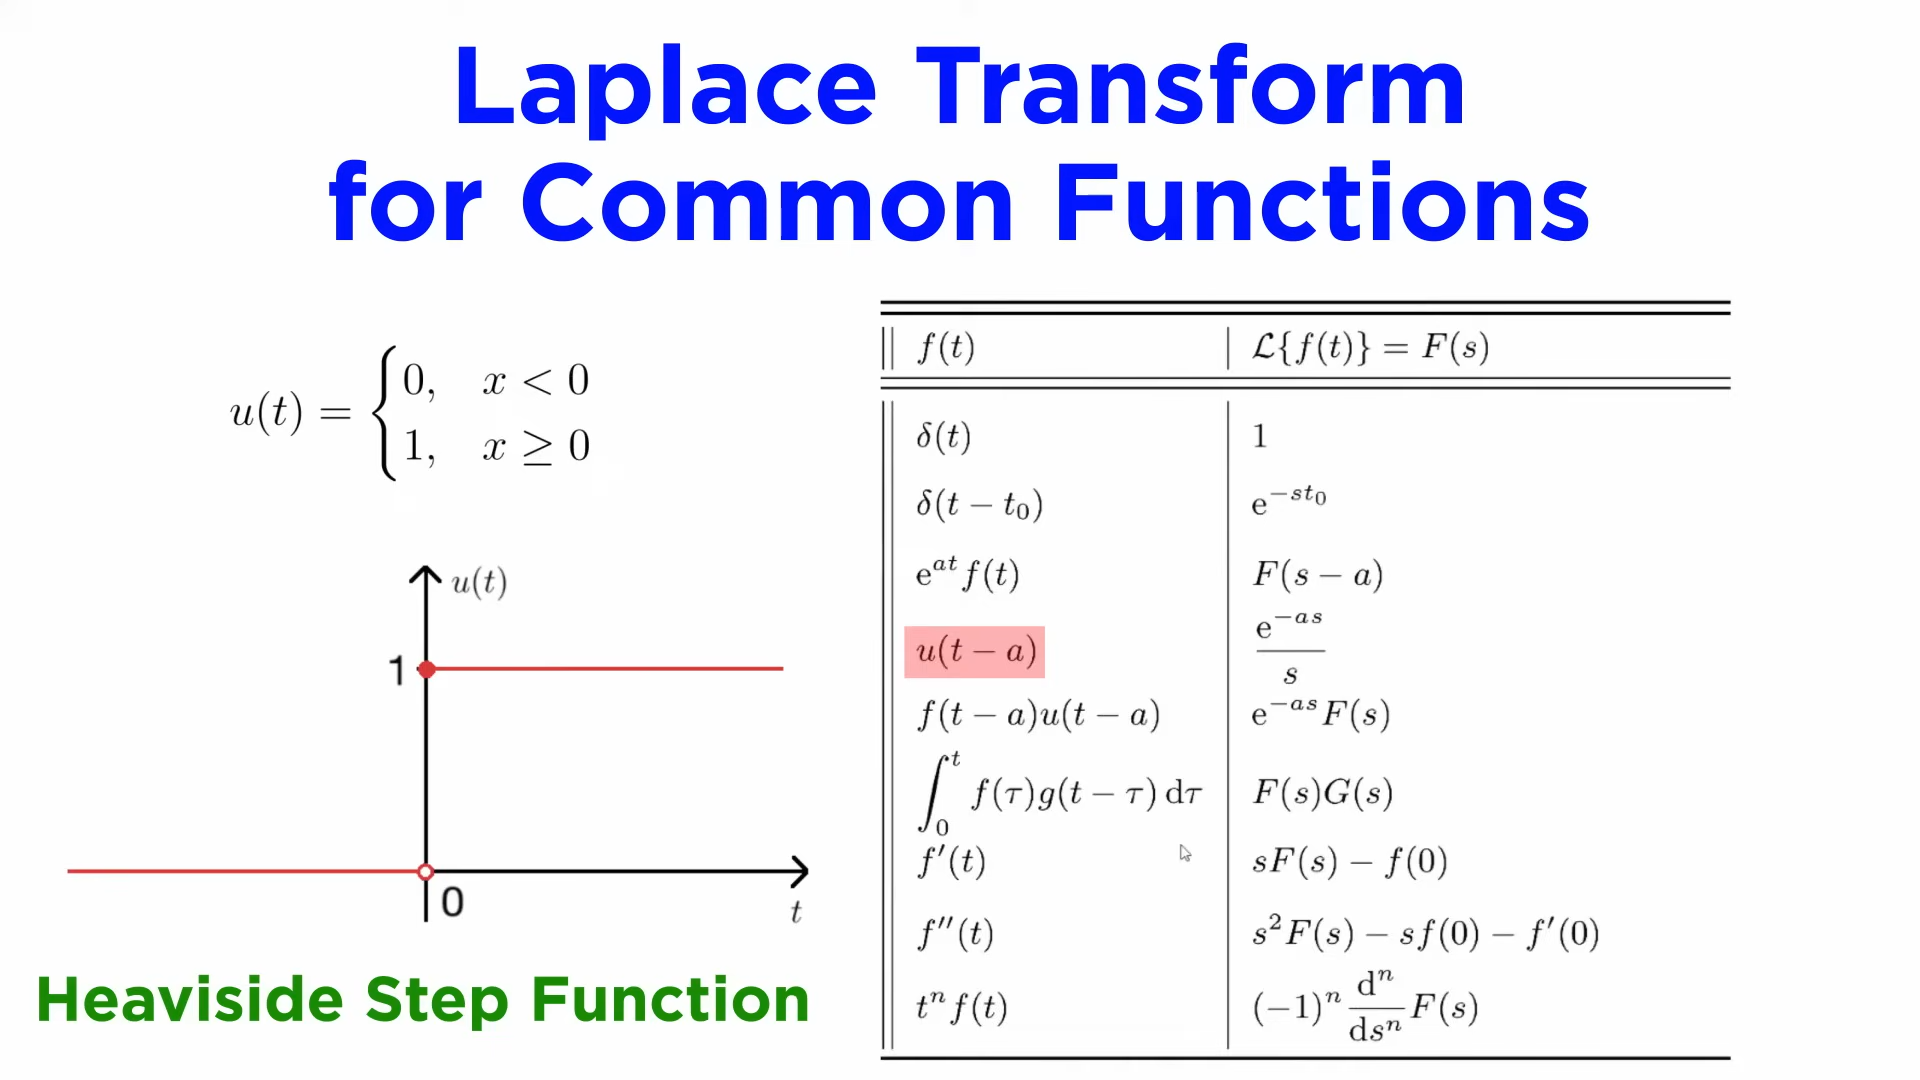 Laplace Transform
for Common Functions
u(t) = { 0, x < 0
1, x ≥ 0
u(t)
1
0
t
Heaviside Step Function
f(t) | ℒ{f(t)} = F(s)
δ(t) | 1
δ(t − t₀) | e^{−st₀}
e^{at} f(t) | F(s − a)
u(t − a) | e^{−as}/s
f(t − a)u(t − a) | e^{−as}F(s)
∫₀^t f(τ)g(t − τ) dτ | F(s)G(s)
f′(t) | sF(s) − f(0)
f″(t) | s²F(s) − sf(0) − f′(0)
tⁿ f(t) | (−1)ⁿ dⁿ/dsⁿ F(s)